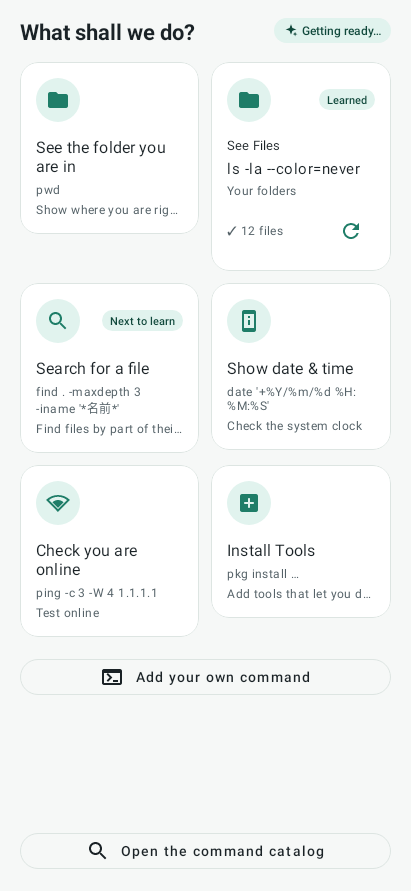 What shall we do?
Getting ready…
See the folder you
are in
pwd
Show where you are rig…
Learned
See Files
ls -la --color=never
Your folders
✓ 12 files
Next to learn
Search for a file
find . -maxdepth 3
-iname '*名前*'
Find files by part of thei…
Show date & time
date '+%Y/%m/%d %H:
%M:%S'
Check the system clock
Check you are
online
ping -c 3 -W 4 1.1.1.1
Test online
Install Tools
pkg install …
Add tools that let you d…
Add your own command
Open the command catalog